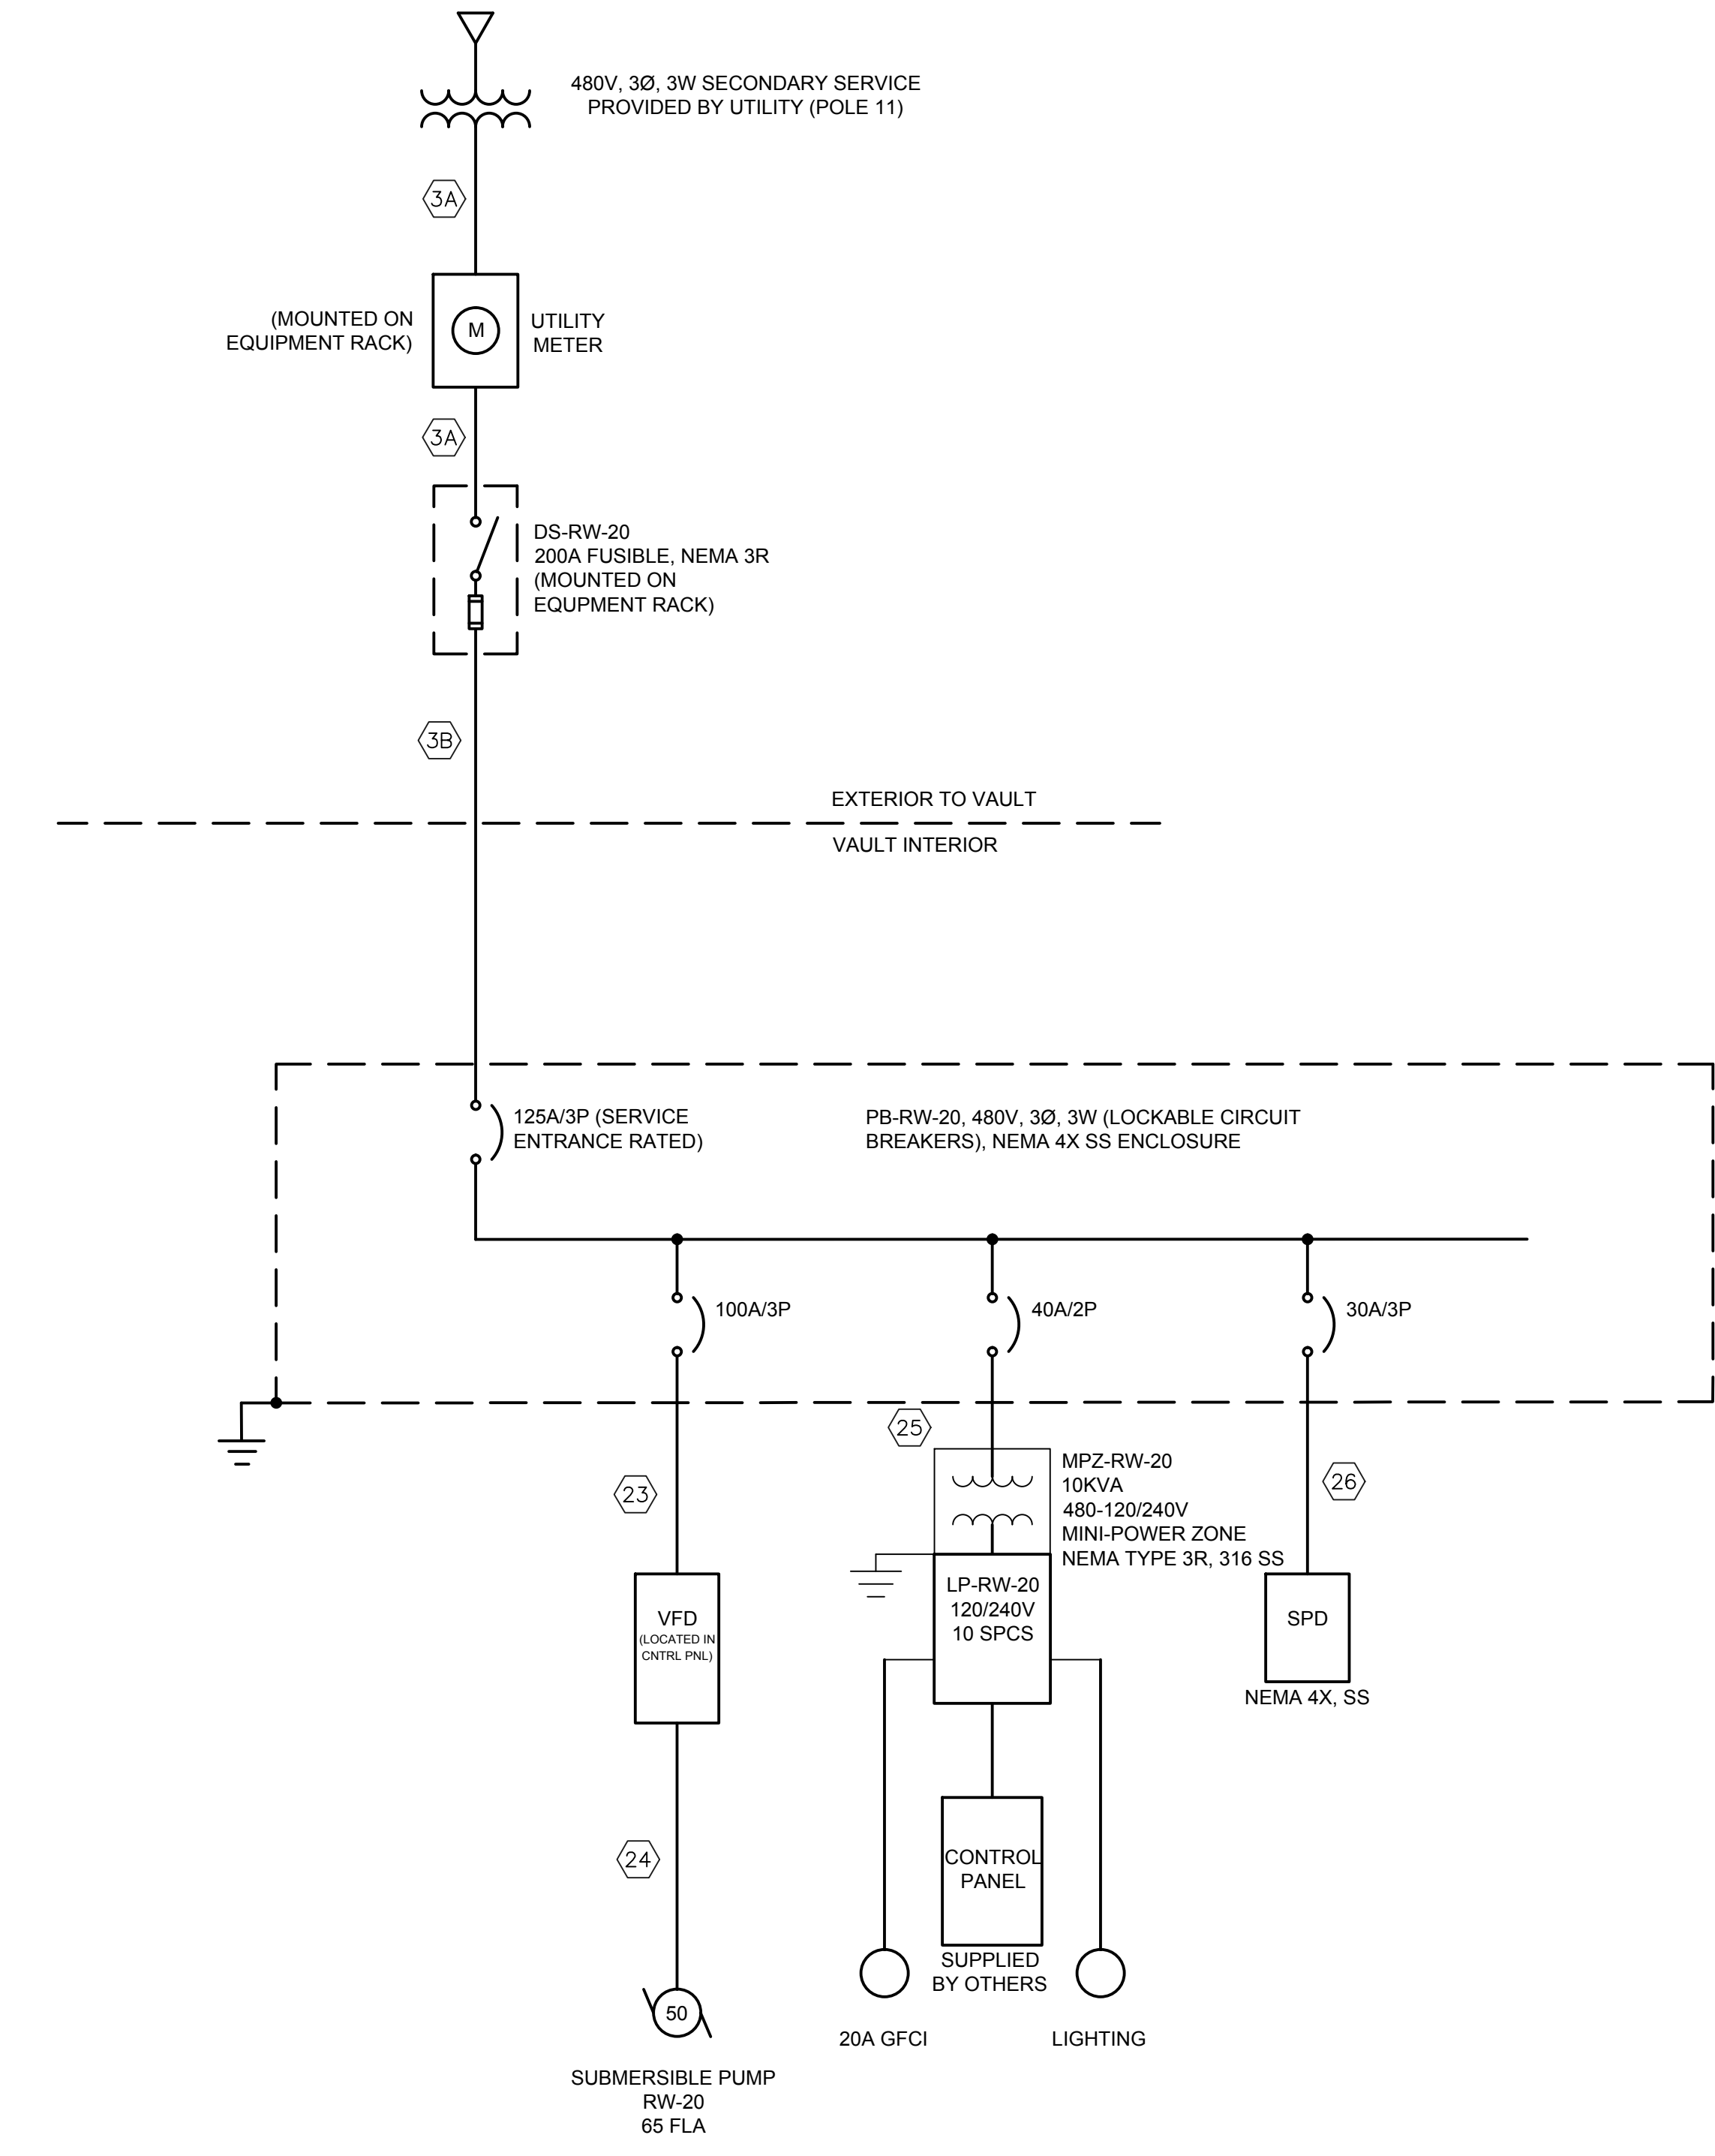 480V, 3Ø, 3W SECONDARY SERVICE
PROVIDED BY UTILITY (POLE 11)
3A
(MOUNTED ON
EQUIPMENT RACK)
M
UTILITY
METER
3A
DS-RW-20
200A FUSIBLE, NEMA 3R
(MOUNTED ON
EQUPMENT RACK)
3B
EXTERIOR TO VAULT
VAULT INTERIOR
125A/3P (SERVICE
ENTRANCE RATED)
PB-RW-20, 480V, 3Ø, 3W (LOCKABLE CIRCUIT
BREAKERS), NEMA 4X SS ENCLOSURE
100A/3P
40A/2P
30A/3P
25
23
26
MPZ-RW-20
10KVA
480-120/240V
MINI-POWER ZONE
NEMA TYPE 3R, 316 SS
VFD
(LOCATED IN
CNTRL PNL)
LP-RW-20
120/240V
10 SPCS
SPD
NEMA 4X, SS
24
CONTROL
PANEL
SUPPLIED
BY OTHERS
50
20A GFCI
LIGHTING
SUBMERSIBLE PUMP
RW-20
65 FLA